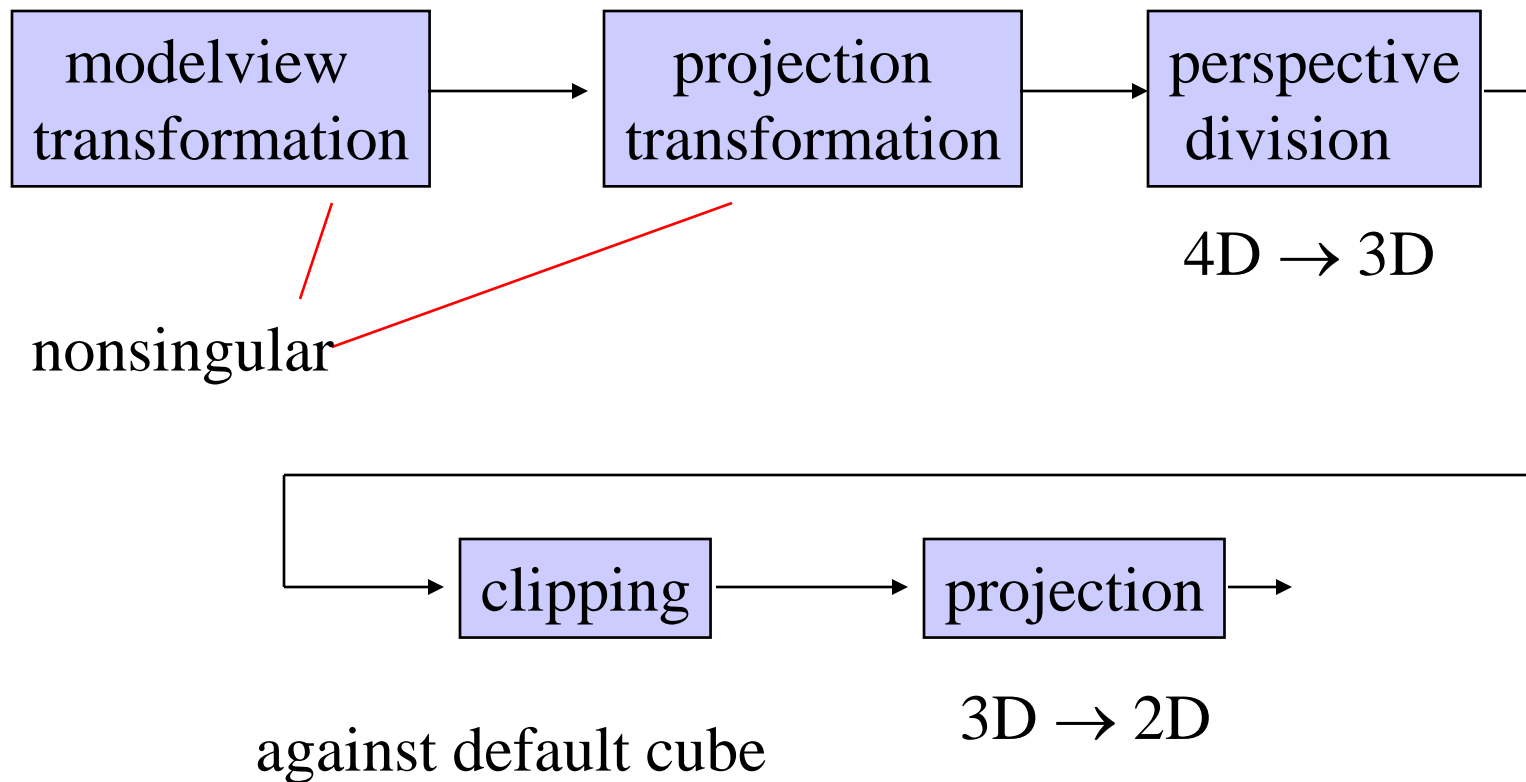 modelview
transformation
projection
transformation
perspective
division
4D → 3D
nonsingular
clipping
projection
against default cube
3D → 2D